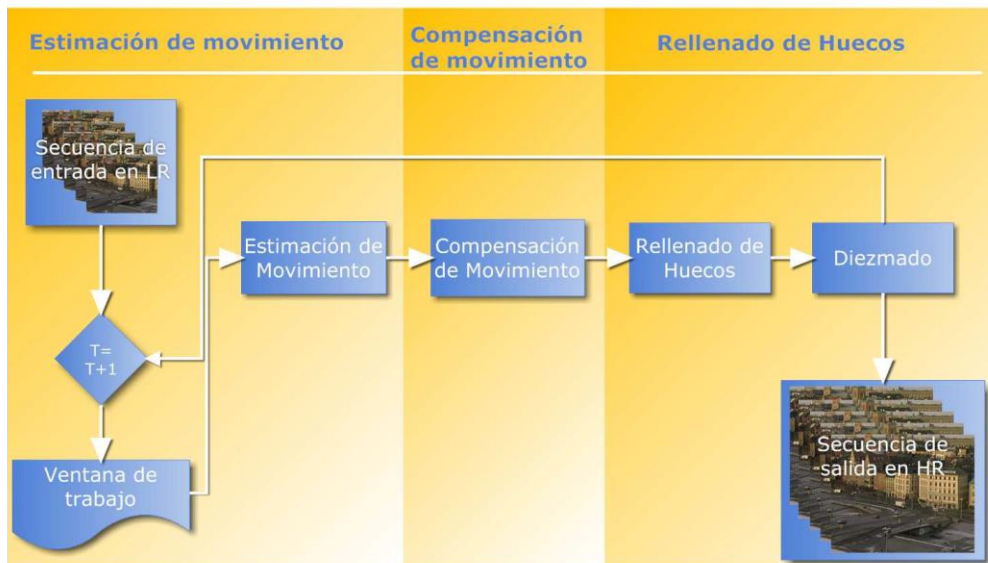 Estimación de movimiento
Compensación
de movimiento
Rellenado de Huecos
Secuencia de
entrada en LR
Estimación de
Movimiento
Compensación
de Movimiento
Rellenado de
Huecos
Diezmado
T=
T+1
Ventana de
trabajo
Secuencia de
salida en HR